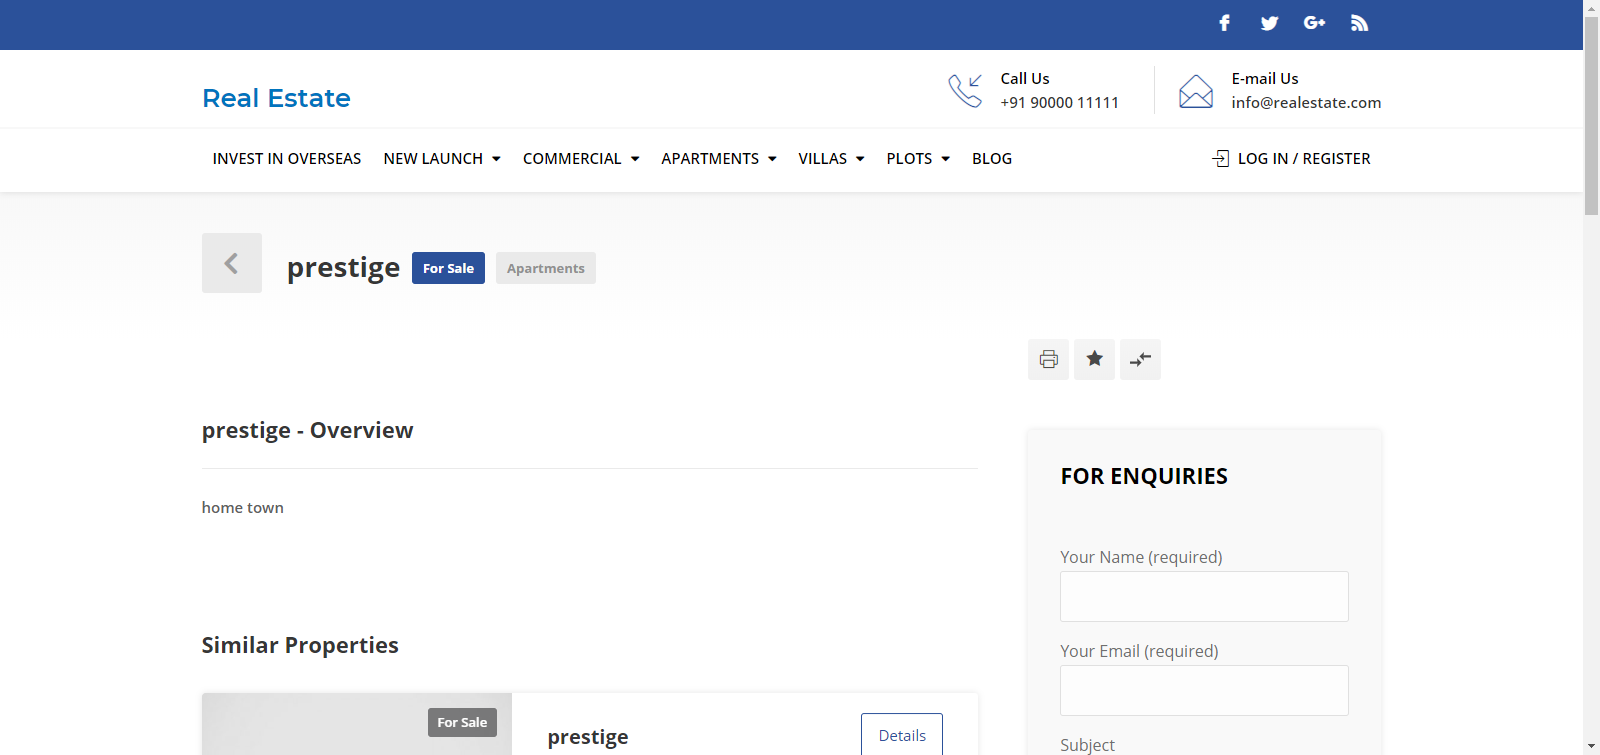 Real Estate
Call Us
+91 90000 11111
E-mail Us
info@realestate.com
INVEST IN OVERSEAS NEW LAUNCH COMMERCIAL APARTMENTS VILLAS PLOTS BLOG LOG IN / REGISTER
prestige For Sale Apartments
prestige - Overview
home town
FOR ENQUIRIES
Your Name (required)
Your Email (required)
Subject
Similar Properties
For Sale
prestige
Details